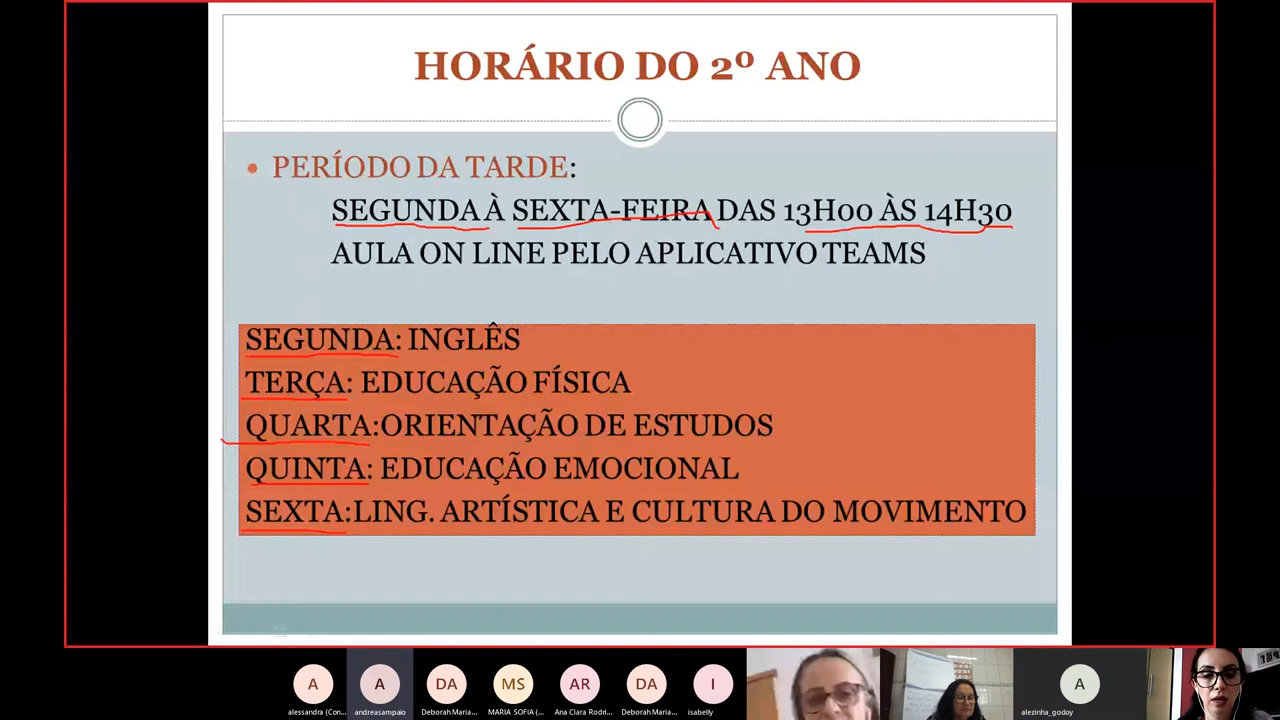 HORÁRIO DO 2º ANO
• PERÍODO DA TARDE:
SEGUNDA À SEXTA-FEIRA DAS 13H00 ÀS 14H30
AULA ON LINE PELO APLICATIVO TEAMS
SEGUNDA: INGLÊS
TERÇA: EDUCAÇÃO FÍSICA
QUARTA:ORIENTAÇÃO DE ESTUDOS
QUINTA: EDUCAÇÃO EMOCIONAL
SEXTA:LING. ARTÍSTICA E CULTURA DO MOVIMENTO
A A DA MS AR DA I A
alessandra (Con... andreasampaio Deborah Maria... MARIA SOFIA (... Ana Clara Rodri... Deborah Maria... isabelly alezinha_godoy